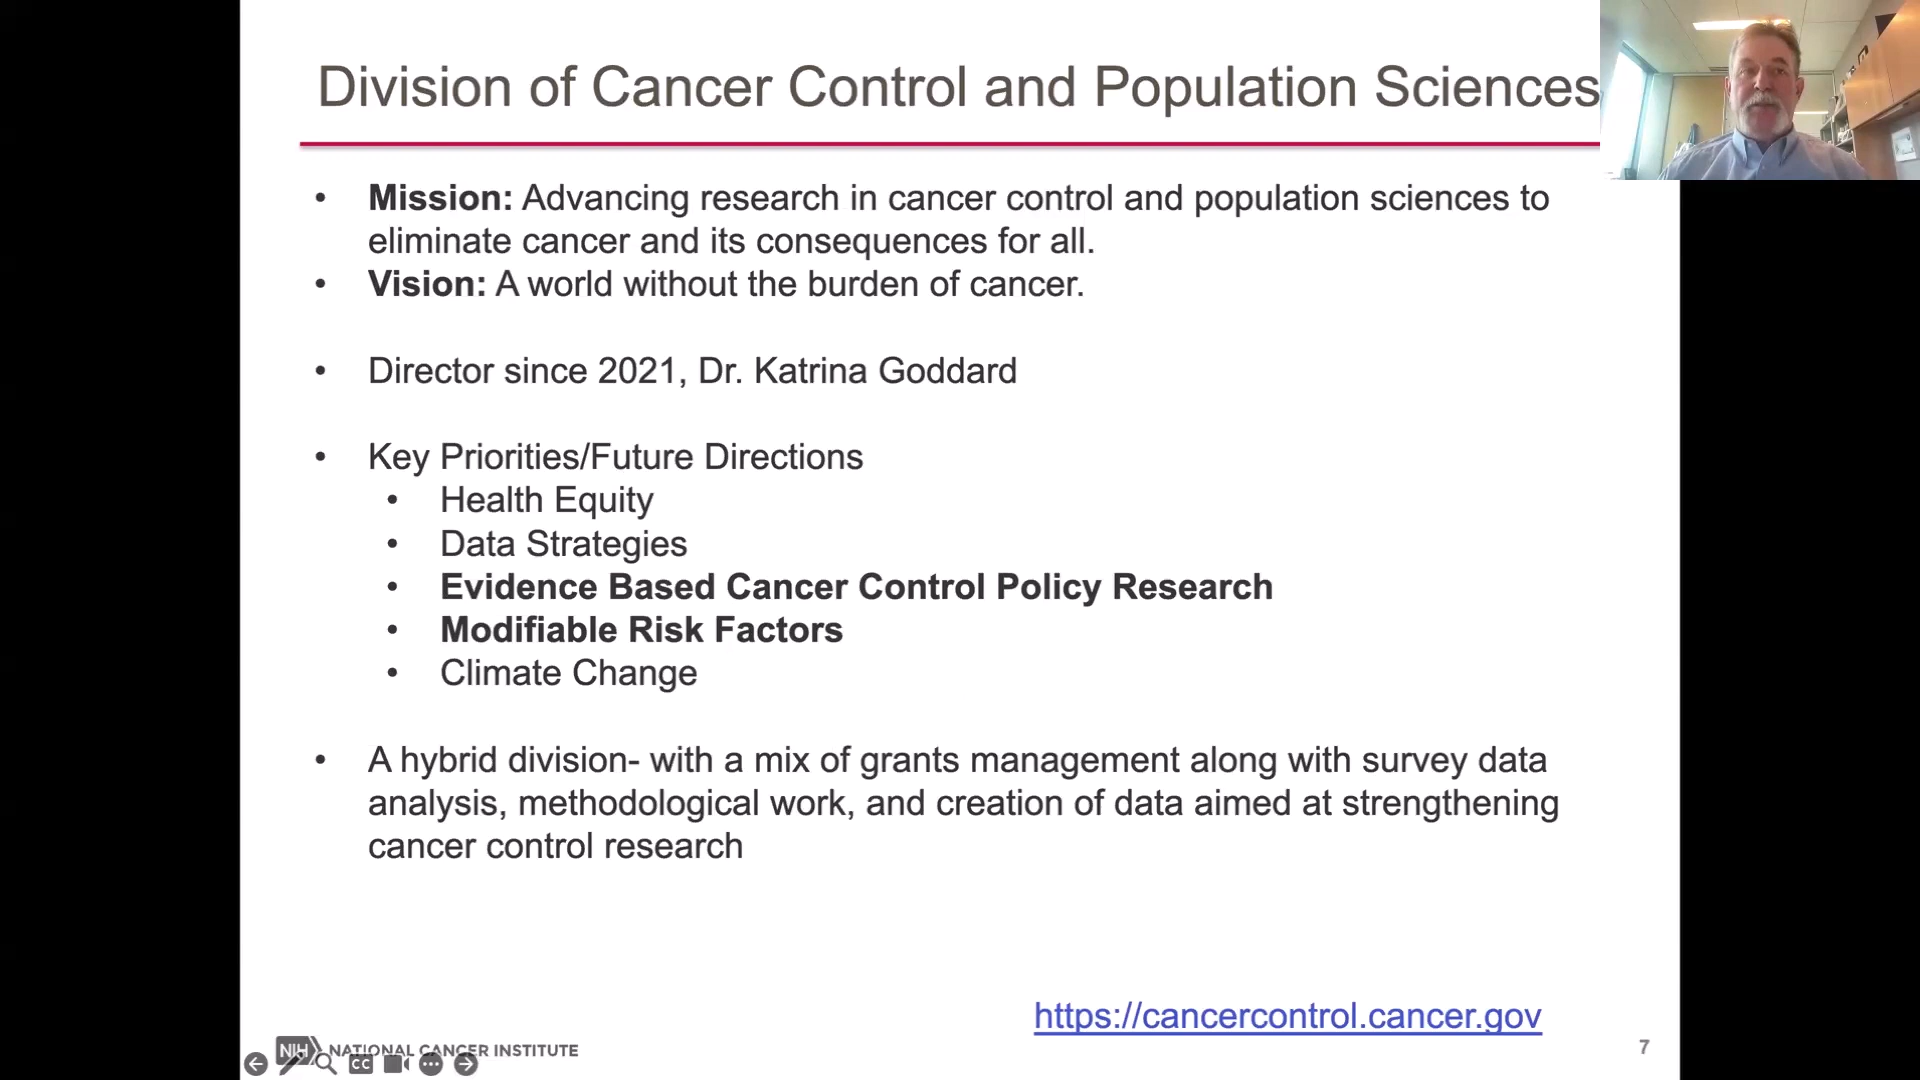 Division of Cancer Control and Population Sciences
• Mission: Advancing research in cancer control and population sciences to
eliminate cancer and its consequences for all.
• Vision: A world without the burden of cancer.
• Director since 2021, Dr. Katrina Goddard
• Key Priorities/Future Directions
• Health Equity
• Data Strategies
• Evidence Based Cancer Control Policy Research
• Modifiable Risk Factors
• Climate Change
• A hybrid division- with a mix of grants management along with survey data
analysis, methodological work, and creation of data aimed at strengthening
cancer control research
https://cancercontrol.cancer.gov
NIH NATIONAL CANCER INSTITUTE
7
CC